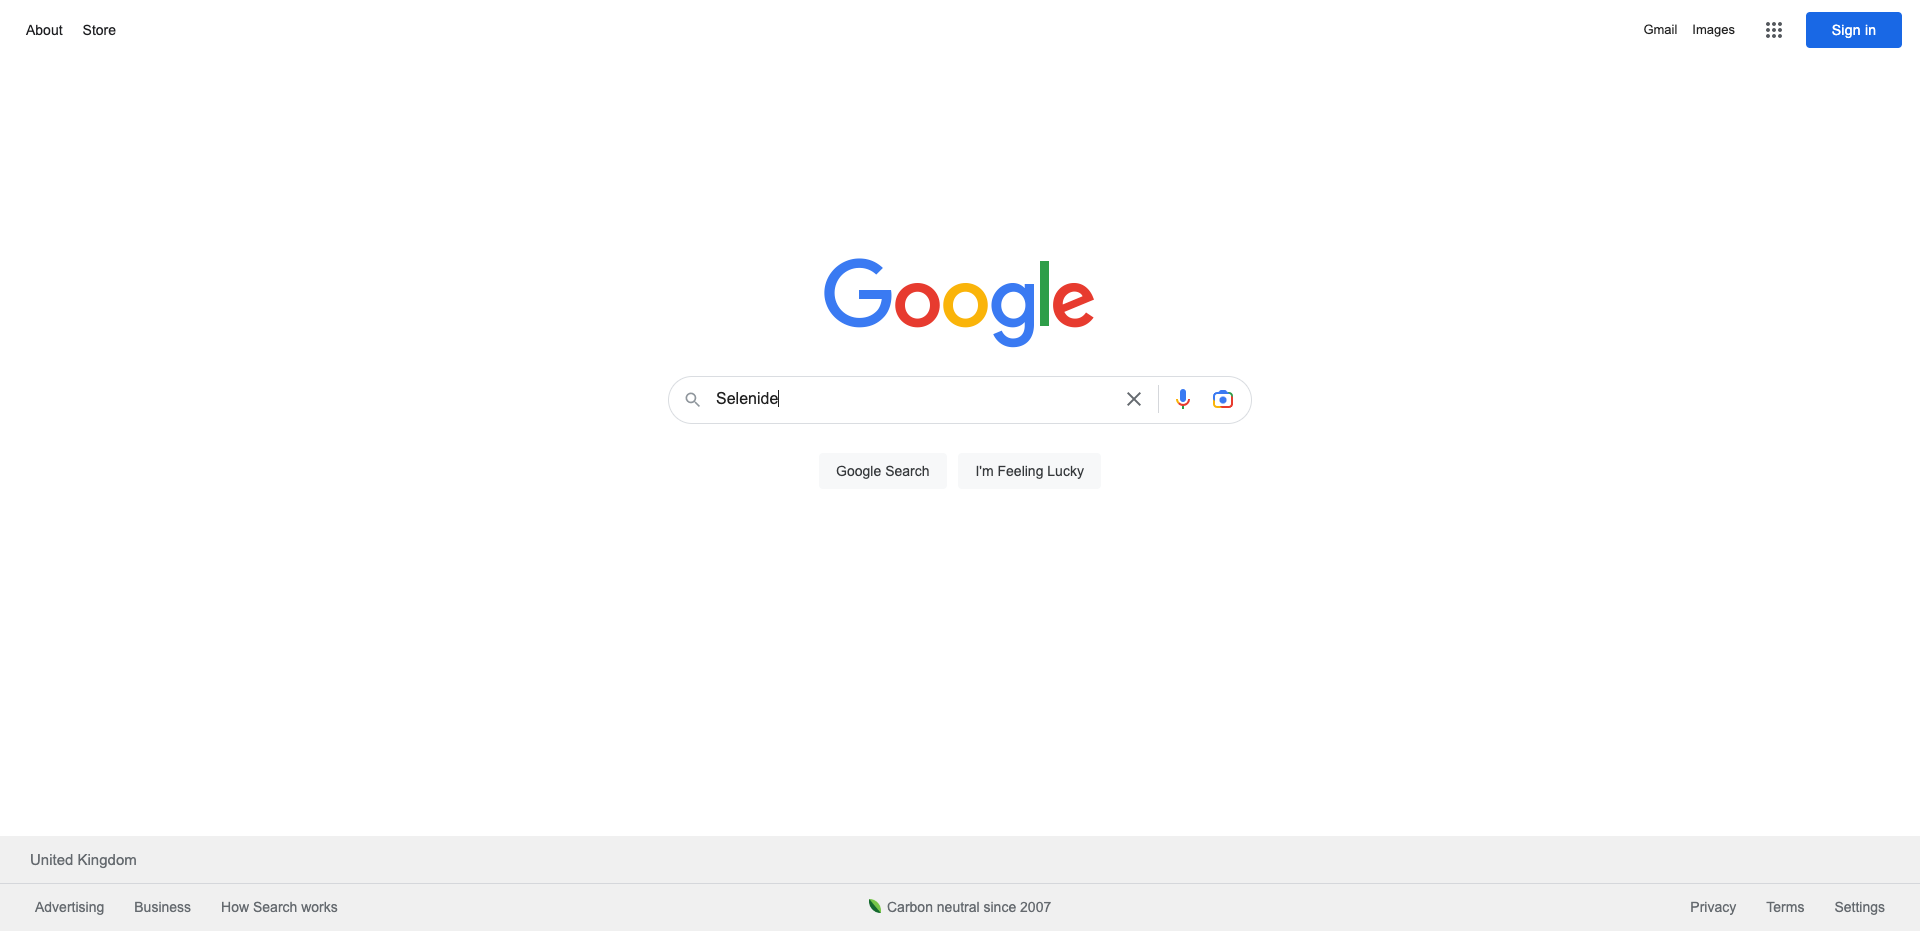 About Store Gmail Images Sign in
Google
Selenide
Google Search I'm Feeling Lucky
United Kingdom
Advertising Business How Search works Carbon neutral since 2007 Privacy Terms Settings